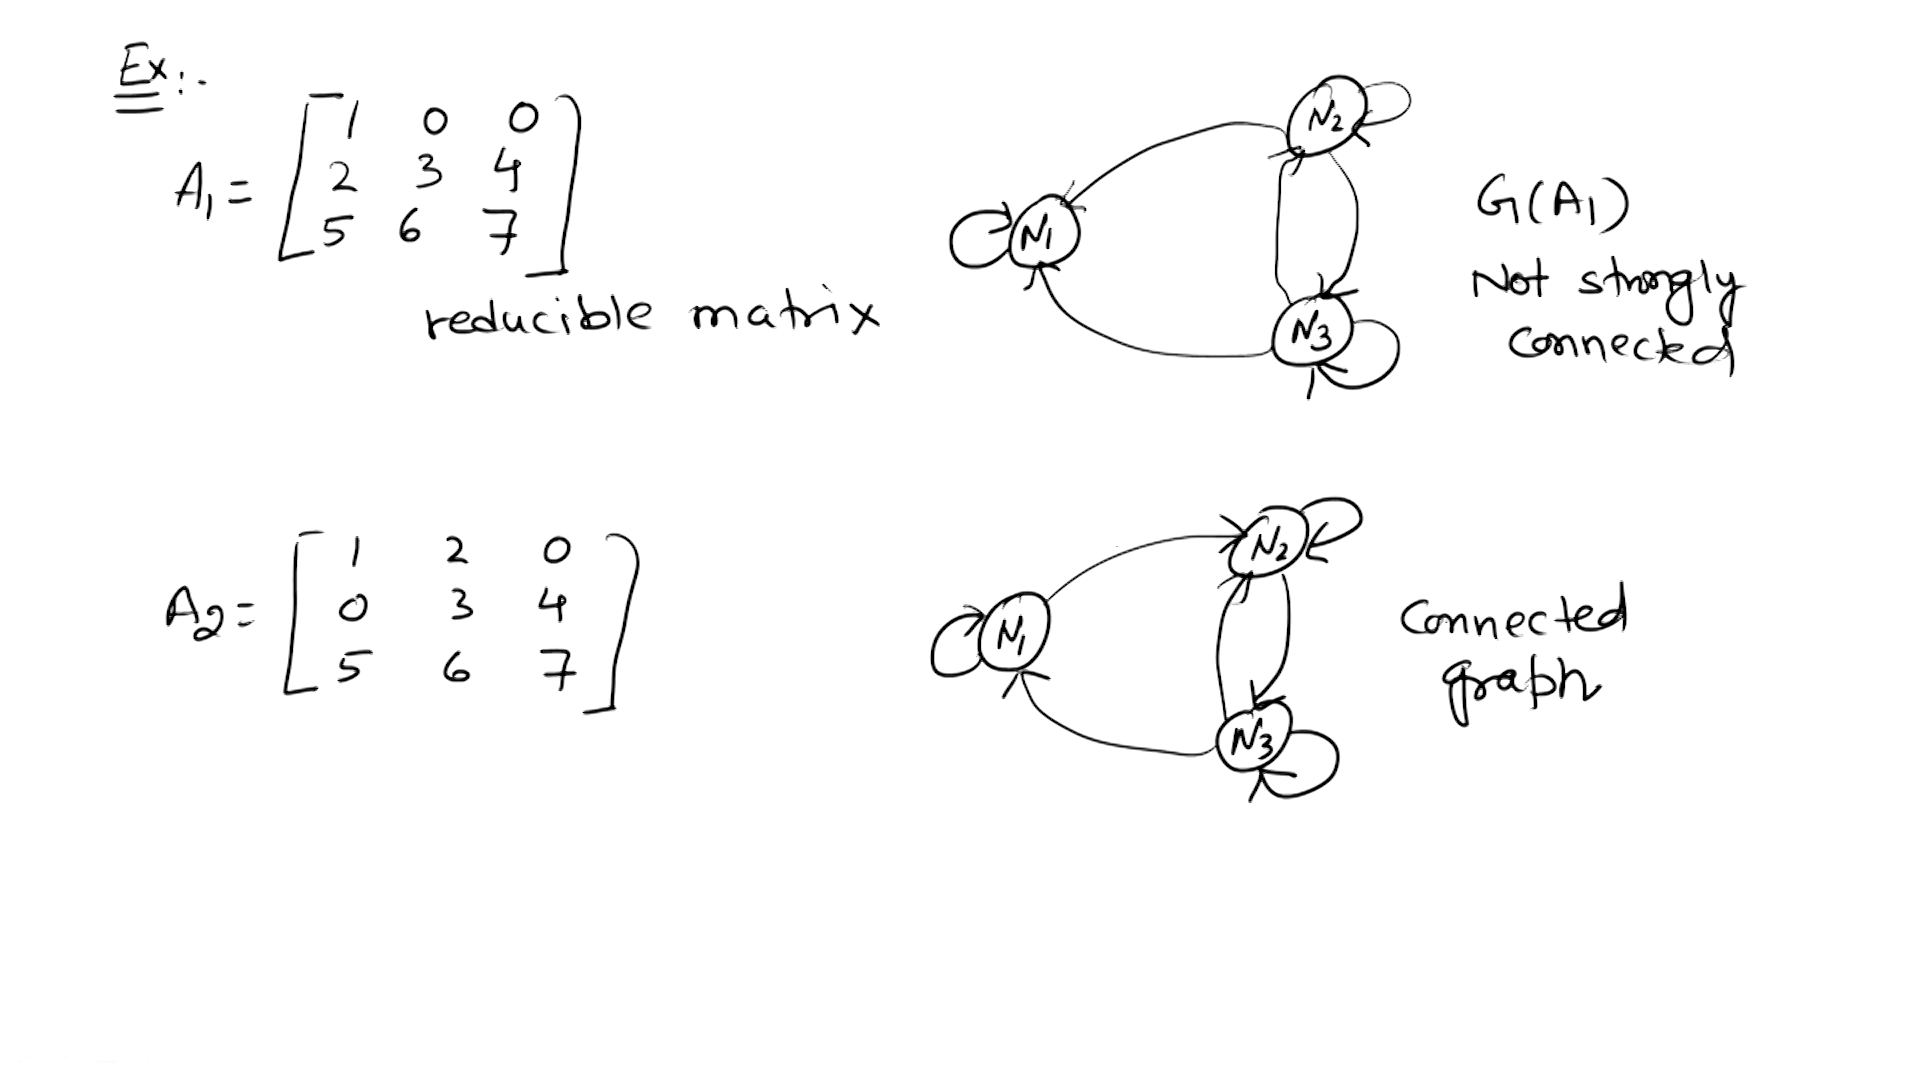 Ex:-
A1 = [ 1 0 0
2 3 4
5 6 7 ]
reducible matrix
N1
N2
N3
G(A1)
Not strongly
connected
A2 = [ 1 2 0
0 3 4
5 6 7 ]
N1
N2
N3
Connected
graph